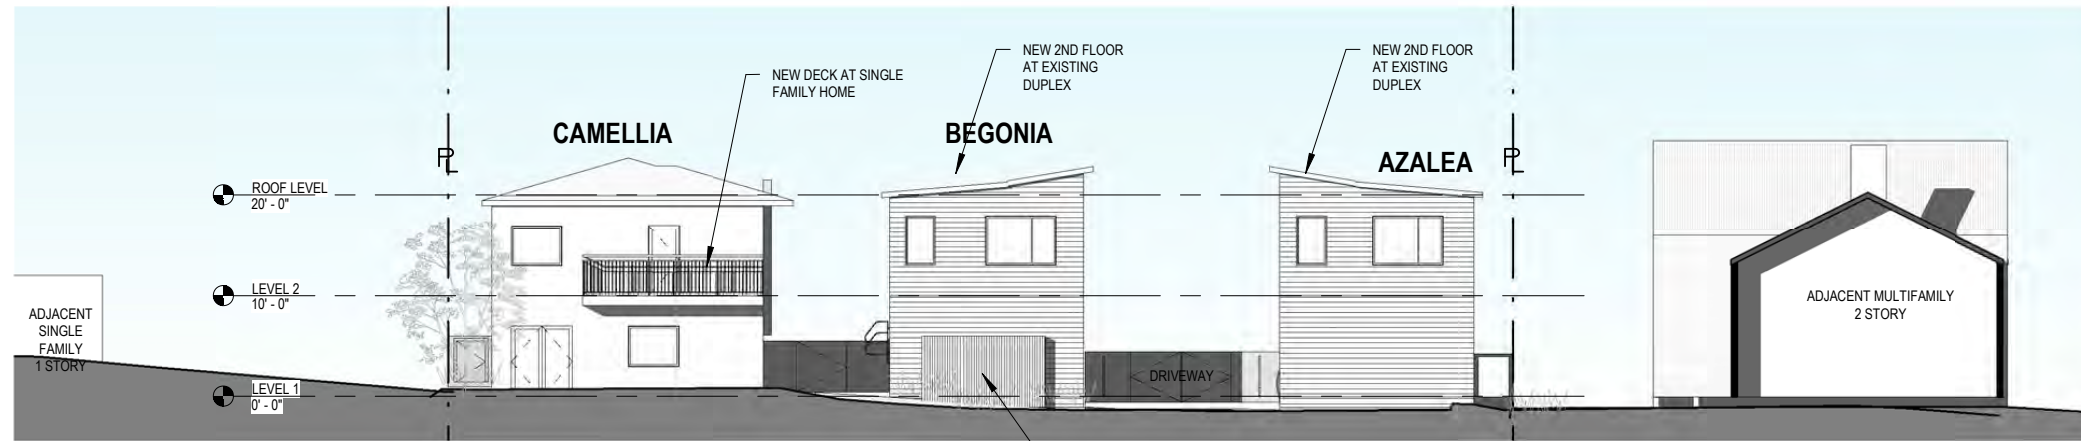 NEW DECK AT SINGLE
FAMILY HOME
NEW 2ND FLOOR
AT EXISTING
DUPLEX
NEW 2ND FLOOR
AT EXISTING
DUPLEX
CAMELLIA
BEGONIA
AZALEA
PL
PL
ROOF LEVEL
20' - 0"
LEVEL 2
10' - 0"
LEVEL 1
0' - 0"
ADJACENT
SINGLE
FAMILY
1 STORY
DRIVEWAY
ADJACENT MULTIFAMILY
2 STORY